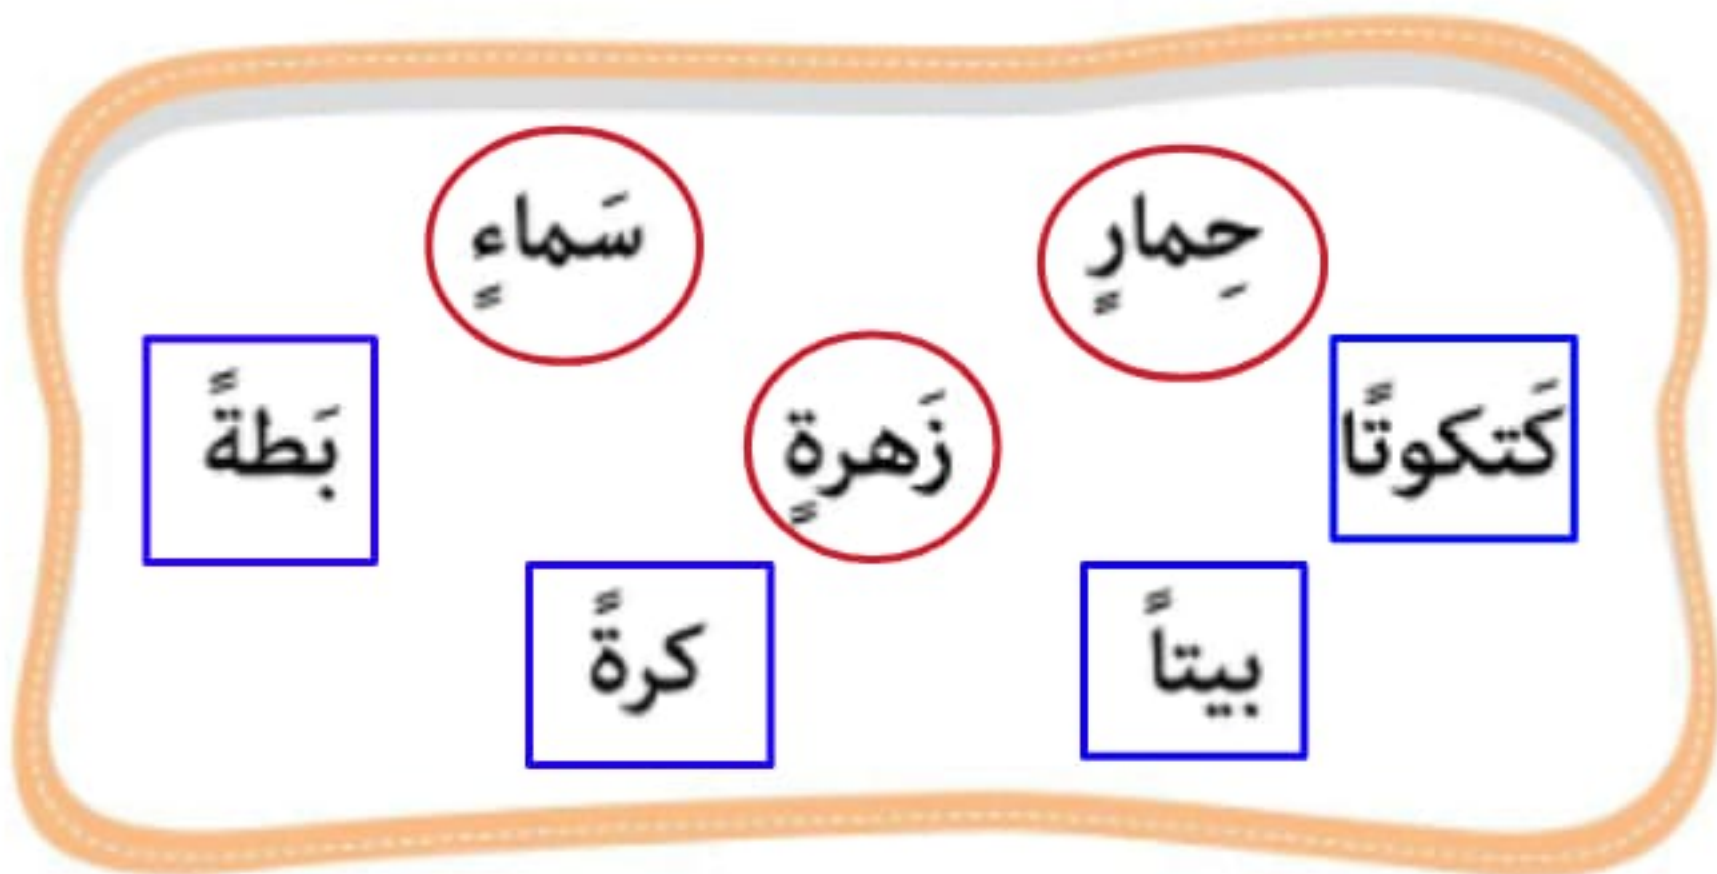 حِمارٍ
سَماءٍ
كَتكوتًا
زَهرةٍ
بَطةً
بيتاً
كرةً